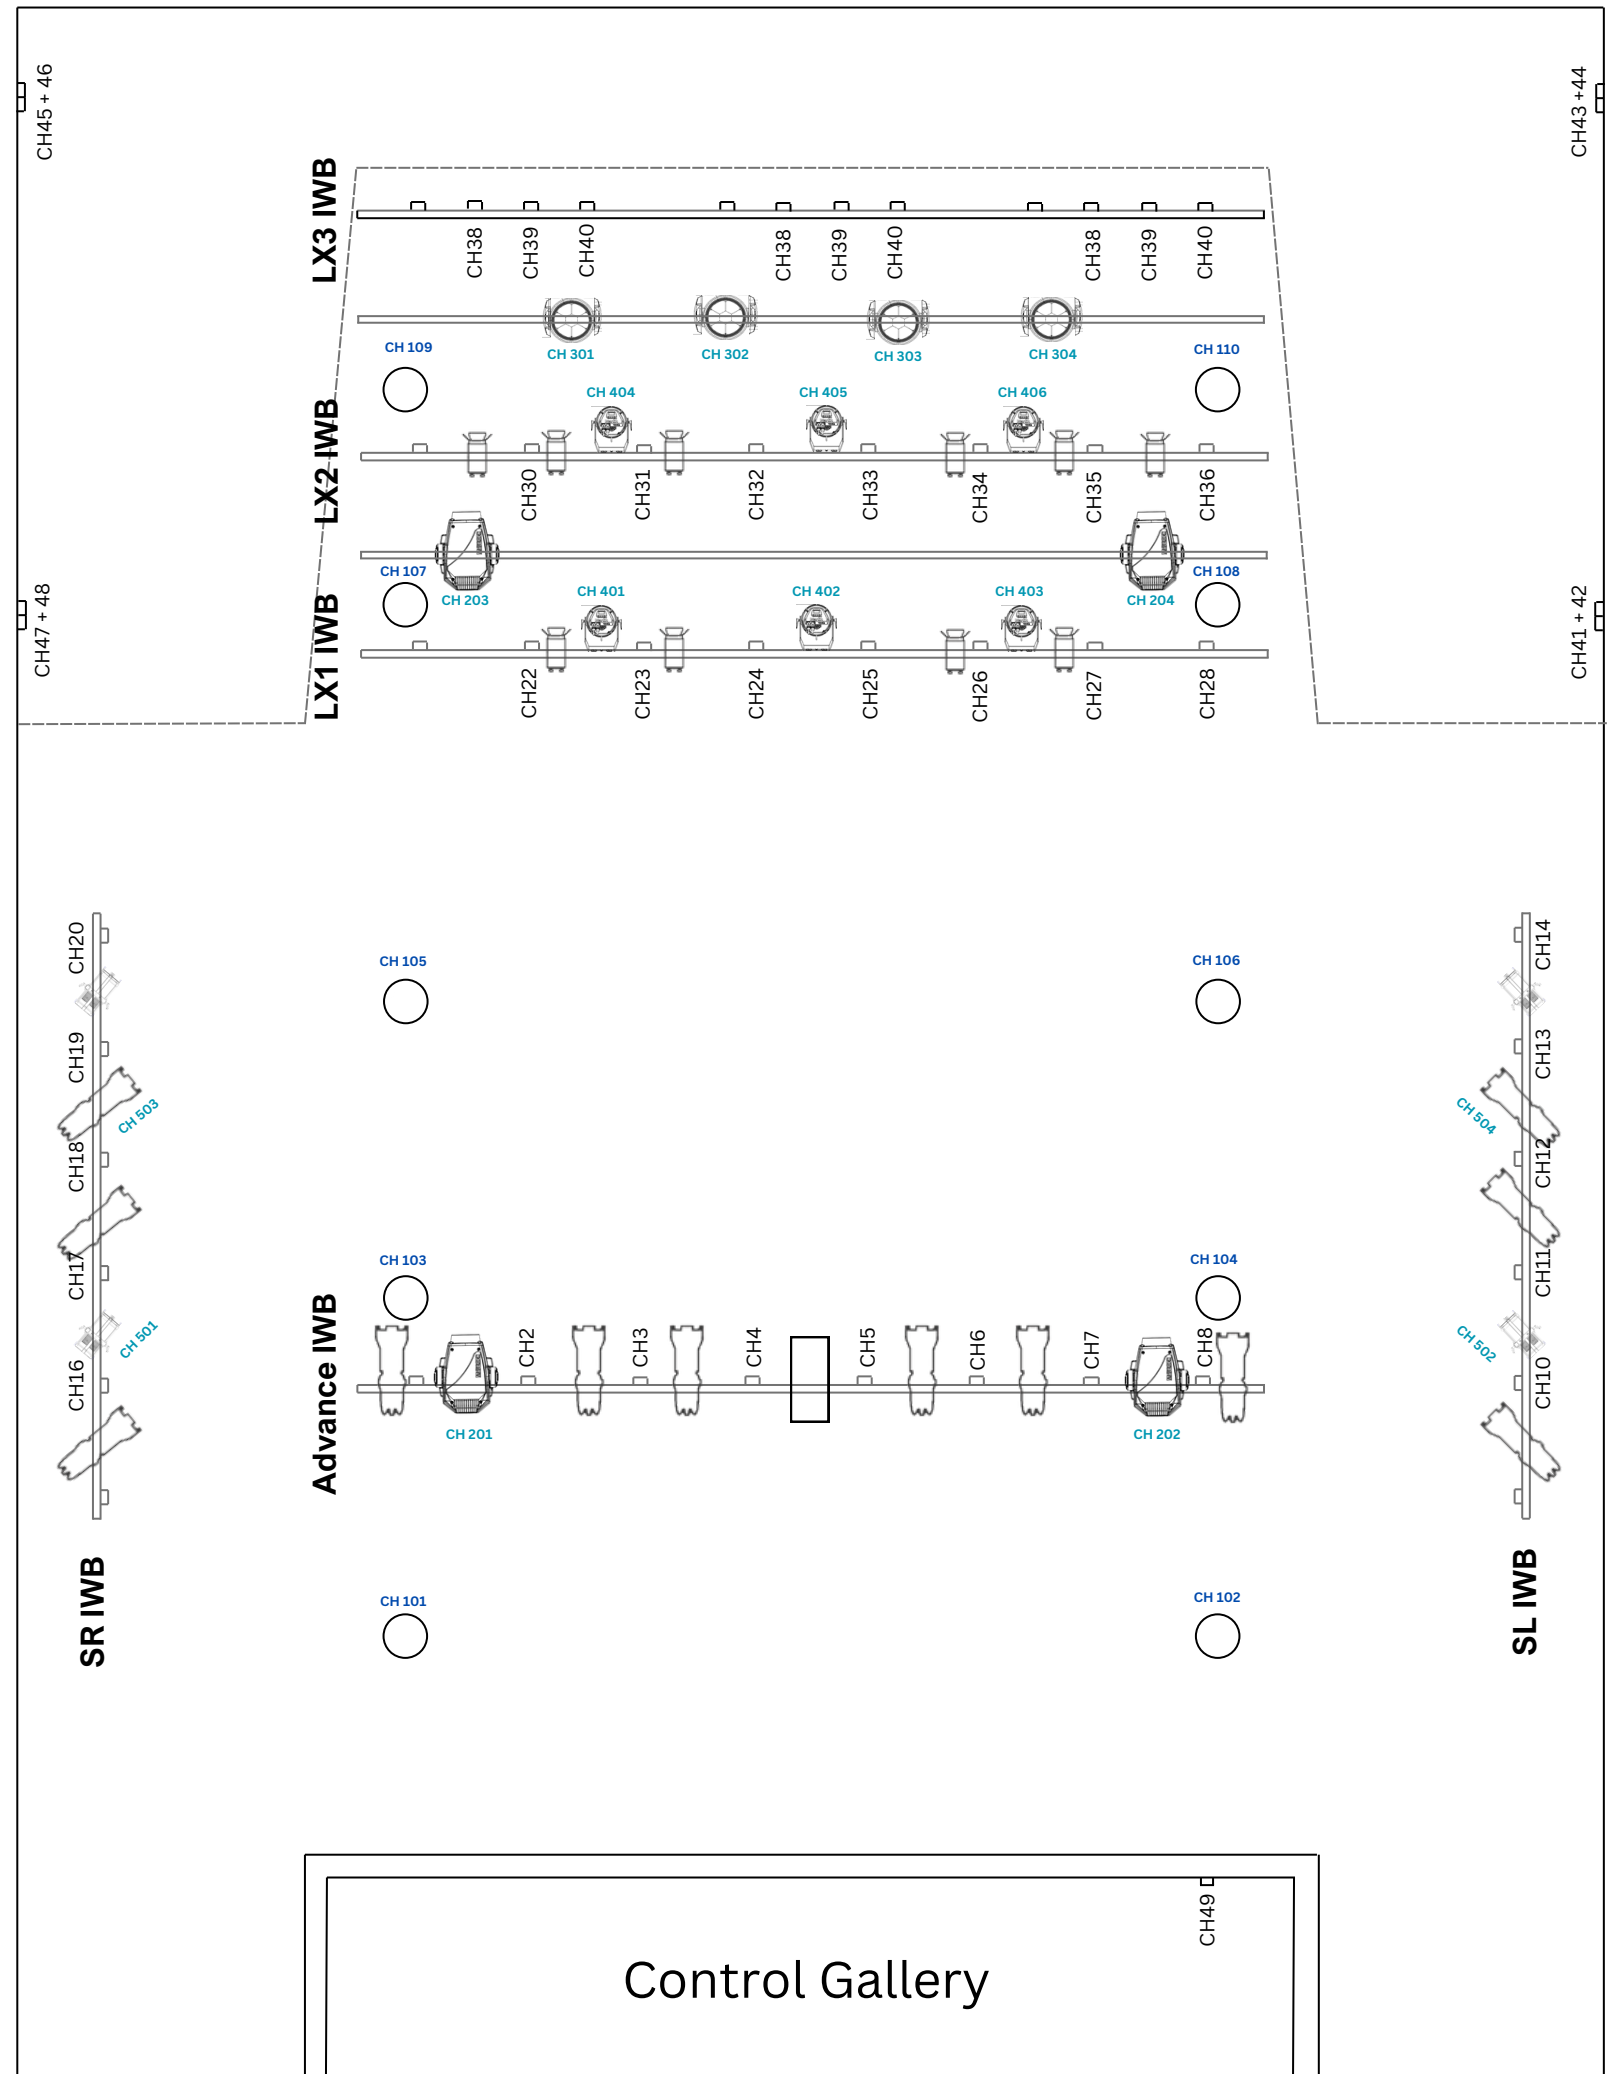 CH45 + 46
CH43 +44
LX3 IWB
CH38
CH39
CH40
CH38
CH39
CH40
CH38
CH39
CH40
CH 109
CH 301
CH 302
CH 303
CH 304
CH 110
CH 404
CH 405
CH 406
LX2 IWB
CH30
CH31
CH32
CH33
CH34
CH35
CH36
CH 107
CH 203
CH 204
CH 108
CH47 + 48
CH41 + 42
CH 401
CH 402
CH 403
LX1 IWB
CH22
CH23
CH24
CH25
CH26
CH27
CH28
CH20
CH14
CH 105
CH 106
CH19
CH13
CH 503
CH 504
CH18
CH12
CH17
CH11
CH 103
CH 104
CH 501
CH 502
CH16
CH10
Advance IWB
CH2
CH3
CH4
CH5
CH6
CH7
CH8
CH 201
CH 202
SR IWB
SL IWB
CH 101
CH 102
CH49
Control Gallery